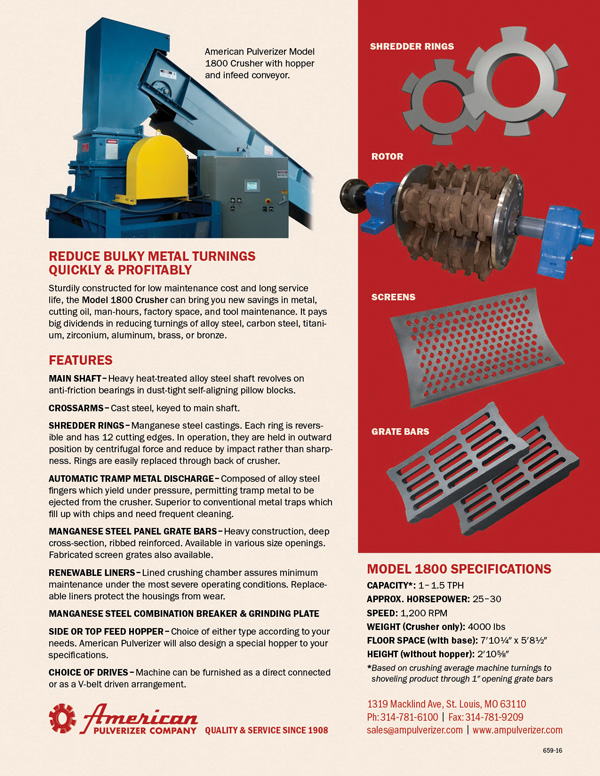 American Pulverizer Model
1800 Crusher with hopper
and infeed conveyor.
REDUCE BULKY METAL TURNINGS
QUICKLY & PROFITABLY
Sturdily constructed for low maintenance cost and long service
life, the Model 1800 Crusher can bring you new savings in metal,
cutting oil, man-hours, factory space, and tool maintenance. It pays
big dividends in reducing turnings of alloy steel, carbon steel, titani-
um, zirconium, aluminum, brass, or bronze.
FEATURES
MAIN SHAFT–Heavy heat-treated alloy steel shaft revolves on
anti-friction bearings in dust-tight self-aligning pillow blocks.
CROSSARMS–Cast steel, keyed to main shaft.
SHREDDER RINGS–Manganese steel castings. Each ring is revers-
ible and has 12 cutting edges. In operation, they are held in outward
position by centrifugal force and reduce by impact rather than sharp-
ness. Rings are easily replaced through back of crusher.
AUTOMATIC TRAMP METAL DISCHARGE–Composed of alloy steel
fingers which yield under pressure, permitting tramp metal to be
ejected from the crusher. Superior to conventional metal traps which
fill up with chips and need frequent cleaning.
MANGANESE STEEL PANEL GRATE BARS–Heavy construction, deep
cross-section, ribbed reinforced. Available in various size openings.
Fabricated screen grates also available.
RENEWABLE LINERS–Lined crushing chamber assures minimum
maintenance under the most severe operating conditions. Replace-
able liners protect the housings from wear.
MANGANESE STEEL COMBINATION BREAKER & GRINDING PLATE
SIDE OR TOP FEED HOPPER–Choice of either type according to your
needs. American Pulverizer will also design a special hopper to your
specifications.
CHOICE OF DRIVES–Machine can be furnished as a direct connected
or as a V-belt driven arrangement.
American
PULVERIZER COMPANY
QUALITY & SERVICE SINCE 1908
SHREDDER RINGS
ROTOR
SCREENS
GRATE BARS
MODEL 1800 SPECIFICATIONS
CAPACITY*: 1–1.5 TPH
APPROX. HORSEPOWER: 25–30
SPEED: 1,200 RPM
WEIGHT (Crusher only): 4000 lbs
FLOOR SPACE (with base): 7'10¼" x 5'8½"
HEIGHT (without hopper): 2'10⅝"
*Based on crushing average machine turnings to
shoveling product through 1" opening grate bars
1319 Macklind Ave, St. Louis, MO 63110
Ph: 314-781-6100 | Fax: 314-781-9209
sales@ampulverizer.com | www.ampulverizer.com
659-16